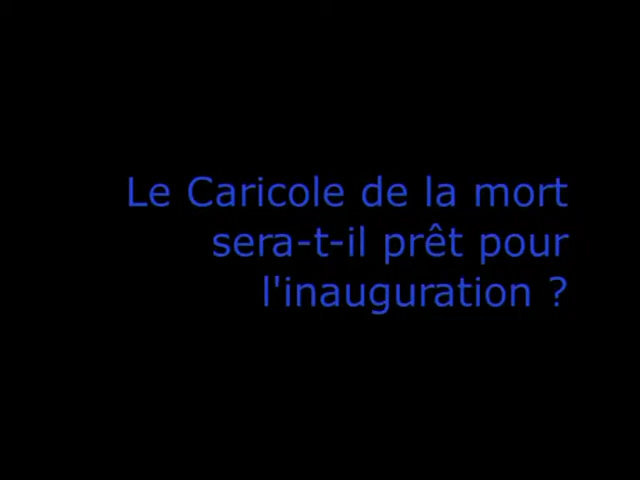 Le Caricole de la mort
sera-t-il prêt pour
l'inauguration ?